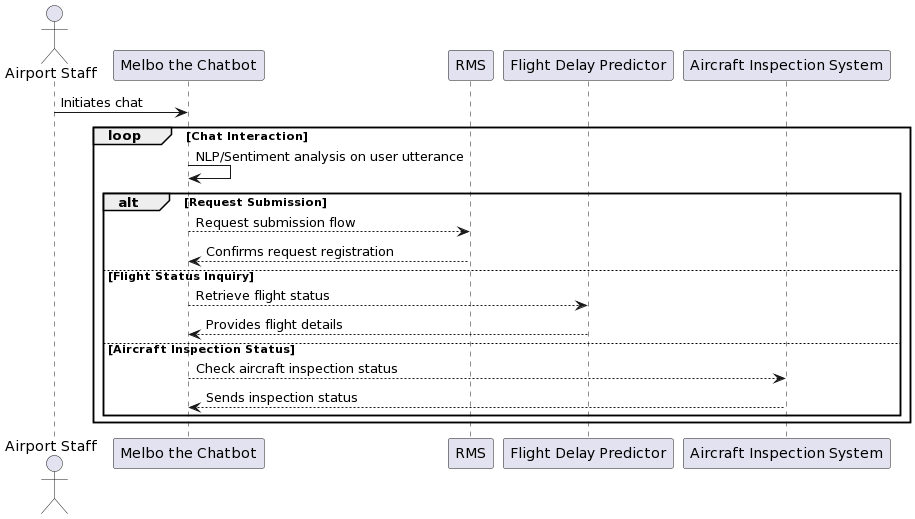 Airport Staff
Melbo the Chatbot
RMS
Flight Delay Predictor
Aircraft Inspection System
Initiates chat
loop
[Chat Interaction]
NLP/Sentiment analysis on user utterance
alt
[Request Submission]
Request submission flow
Confirms request registration
[Flight Status Inquiry]
Retrieve flight status
Provides flight details
[Aircraft Inspection Status]
Check aircraft inspection status
Sends inspection status
Airport Staff
Melbo the Chatbot
RMS
Flight Delay Predictor
Aircraft Inspection System